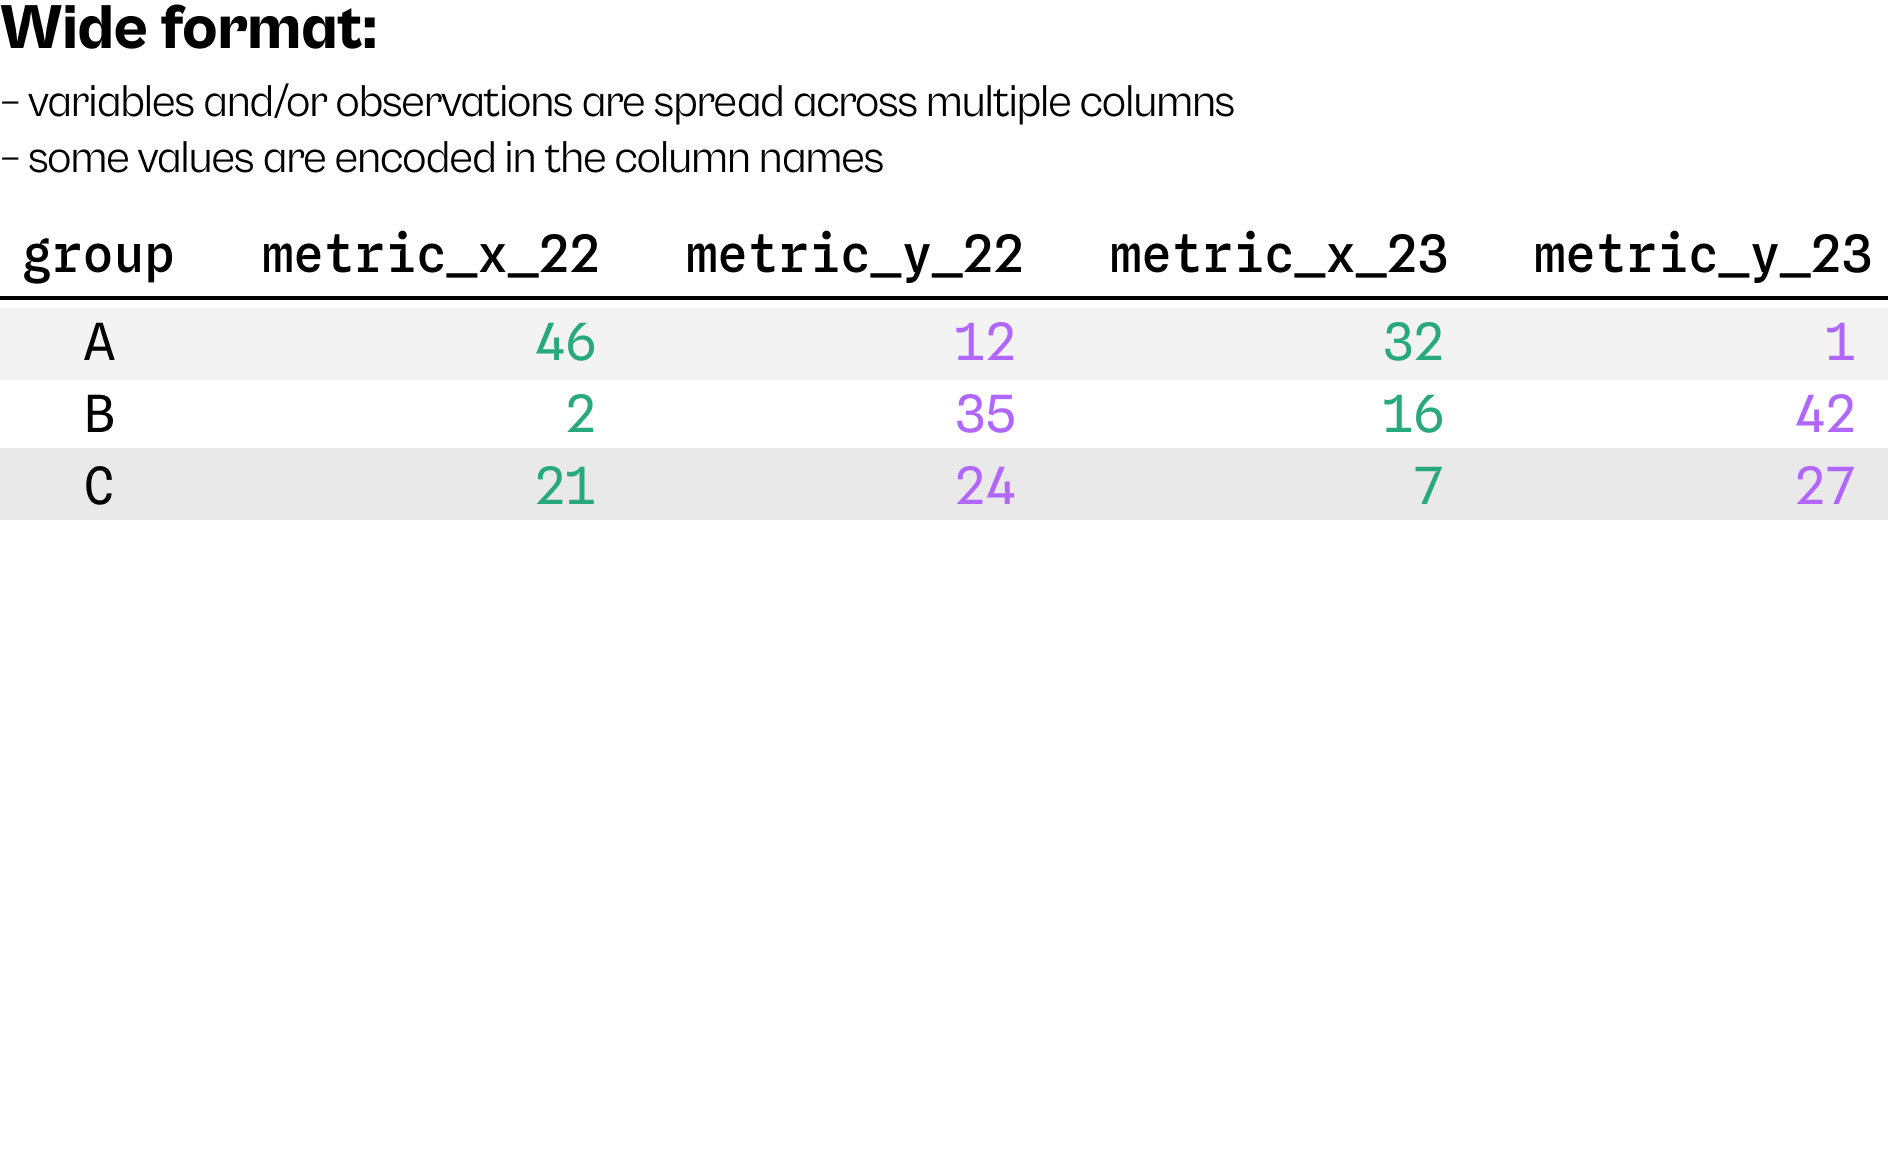 Wide format:
– variables and/or observations are spread across multiple columns
– some values are encoded in the column names
group metric_x_22 metric_y_22 metric_x_23 metric_y_23
A 46 12 32 1
B 2 35 16 42
C 21 24 7 27